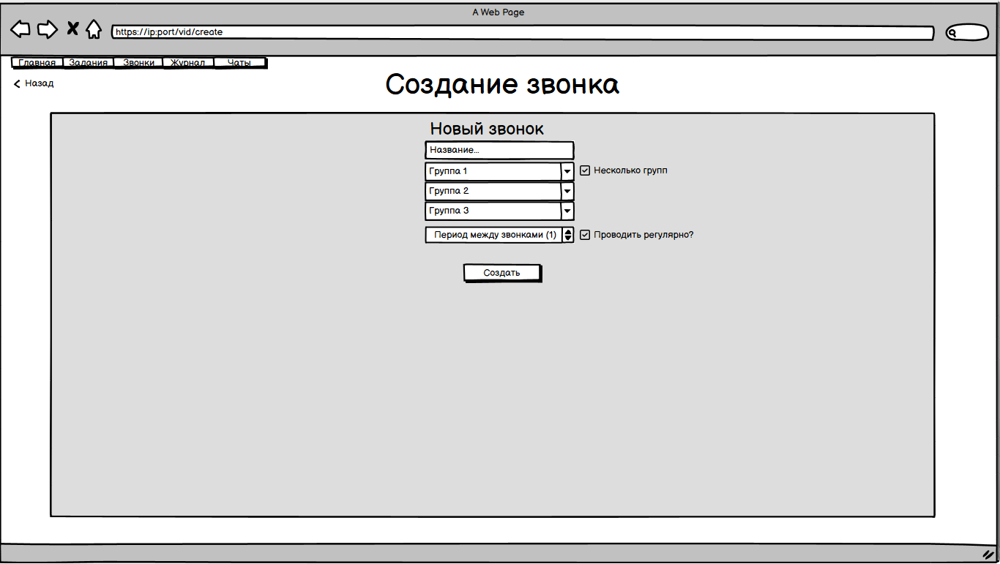 A Web Page
https://ip:port/vid/create
Главная Задания Звонки Журнал Чаты
Назад
Создание звонка
Новый звонок
Название...
Группа 1
Несколько групп
Группа 2
Группа 3
Период между звонками (1)
Проводить регулярно?
Создать